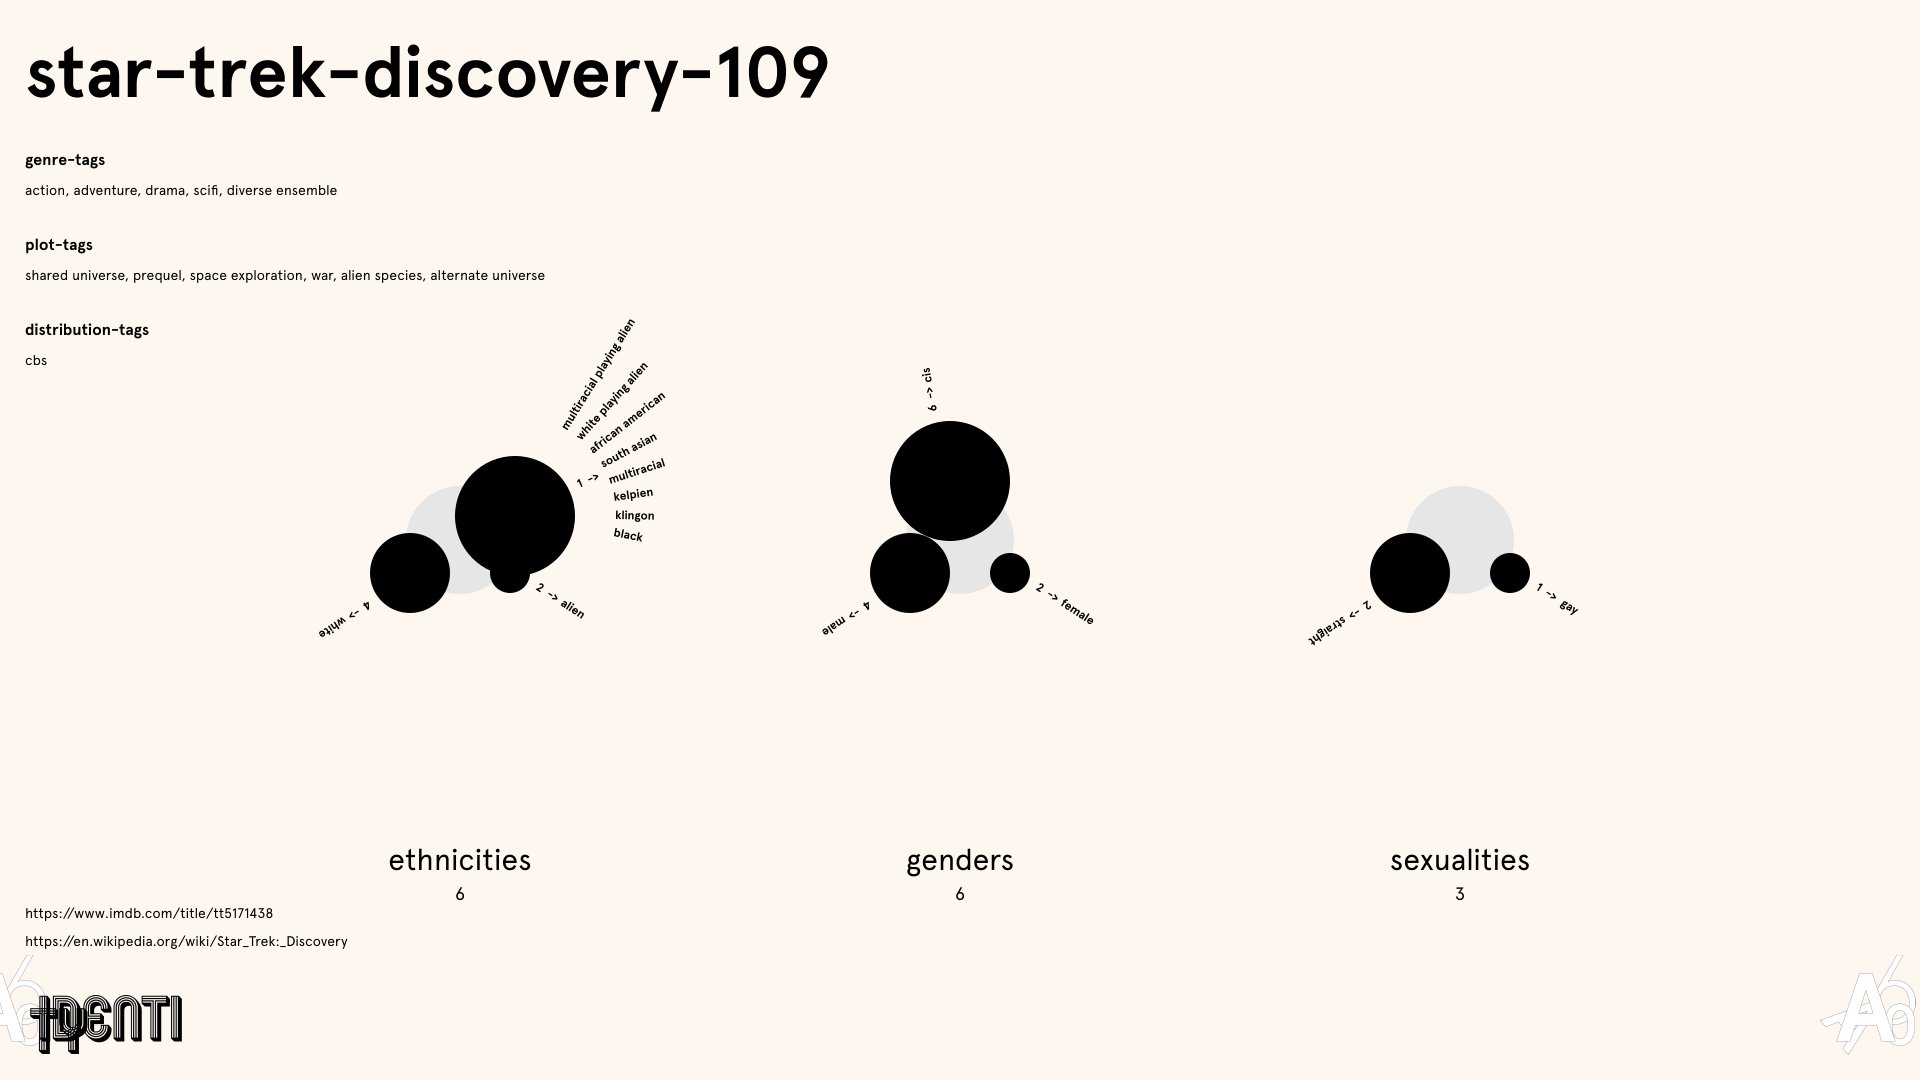 star-trek-discovery-109
genre-tags
action, adventure, drama, scifi, diverse ensemble
plot-tags
shared universe, prequel, space exploration, war, alien species, alternate universe
distribution-tags
cbs
multiracial playing alien
white playing alien
african american
south asian
1 -> multiracial
kelpien
klingon
black
2 -> alien
4 -> white
6 -> cis
4 -> male
2 -> female
2 -> straight
1 -> gay
ethnicities
6
genders
6
sexualities
3
https://www.imdb.com/title/tt5171438
https://en.wikipedia.org/wiki/Star_Trek:_Discovery
IDENTI